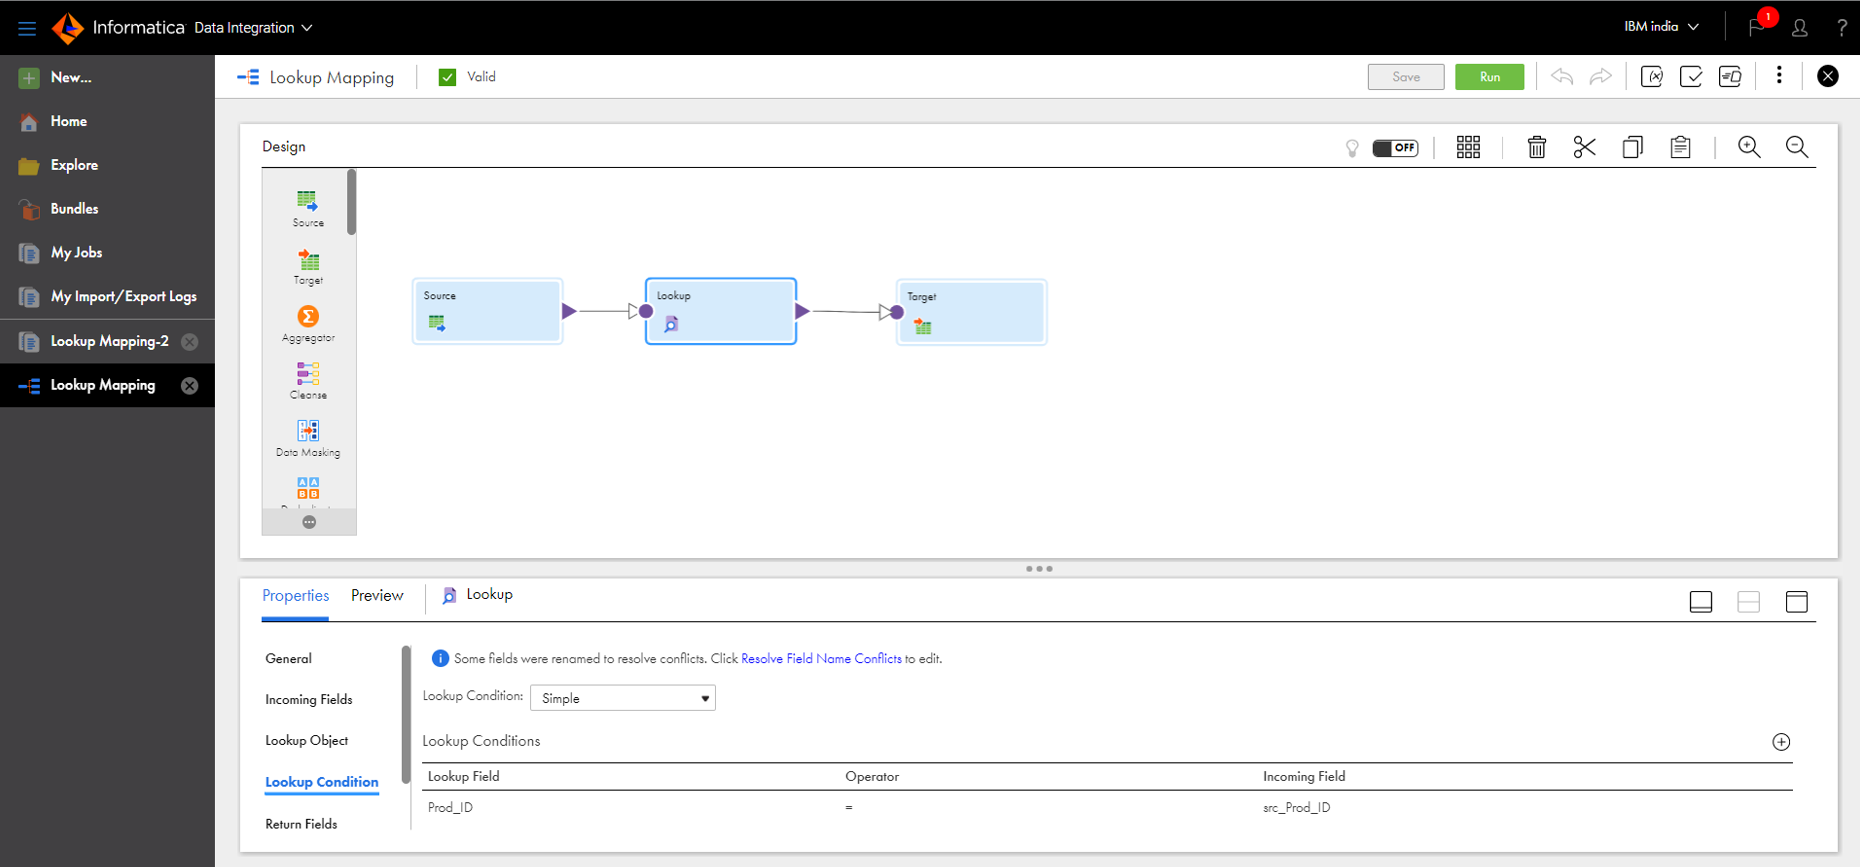 Informatica Data Integration
IBM india
1
?
New...
Home
Explore
Bundles
My Jobs
My Import/Export Logs
Lookup Mapping-2
Lookup Mapping
Lookup Mapping
Valid
Save
Run
Design
OFF
Source
Target
Aggregator
Cleanse
Data Masking
Source
Lookup
Target
Properties
Preview
Lookup
General
Incoming Fields
Lookup Object
Lookup Condition
Return Fields
Some fields were renamed to resolve conflicts. Click Resolve Field Name Conflicts to edit.
Lookup Condition: Simple
Lookup Conditions
Lookup Field Operator Incoming Field
Prod_ID = src_Prod_ID